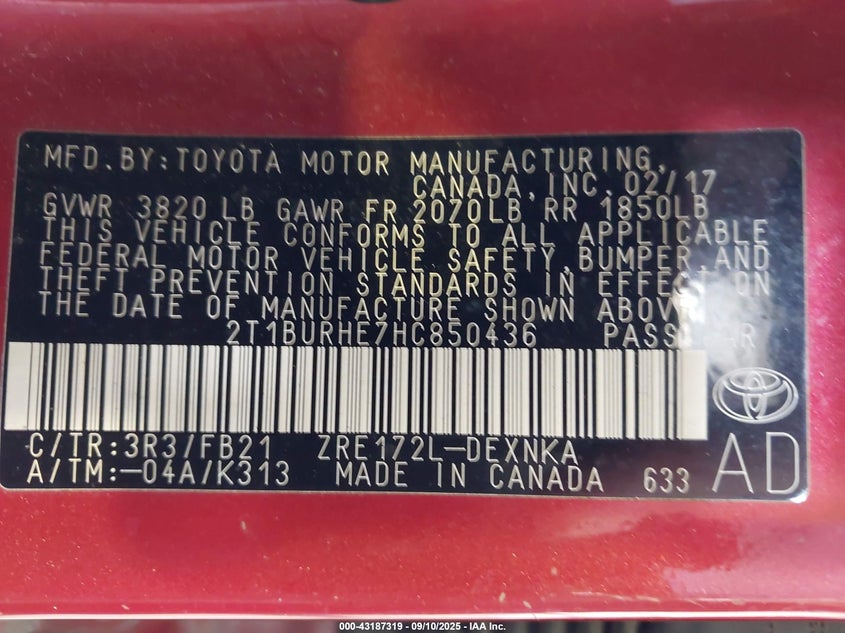 MFD.BY:TOYOTA MOTOR MANUFACTURING,
CANADA, INC. 02/17
GVWR 3820 LB GAWR FR 2070LB RR 1850LB
THIS VEHICLE CONFORMS TO ALL APPLICABLE
FEDERAL MOTOR VEHICLE SAFETY, BUMPER, AND
THEFT PREVENTION STANDARDS IN EFFECT ON
THE DATE OF MANUFACTURE SHOWN ABOVE.
2T1BURHE7HC850436
C/TR:3R3/FB21 ZRE172L-DEXNKA
A/TM:-04A/K313 MADE IN CANADA 633
AD
000-43187319 - 09/10/2025 - IAA Inc.